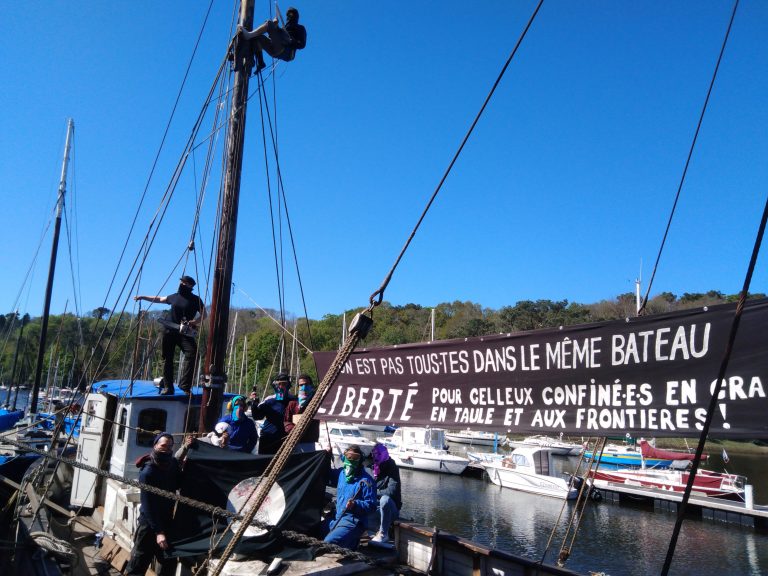 N EST PAS TOUS·TES DANS LE MÊME BATEAU
LIBERTÉ POUR CELLEUX CONFINÉ·E·S EN CRA
EN TAULE ET AUX FRONTIERES !